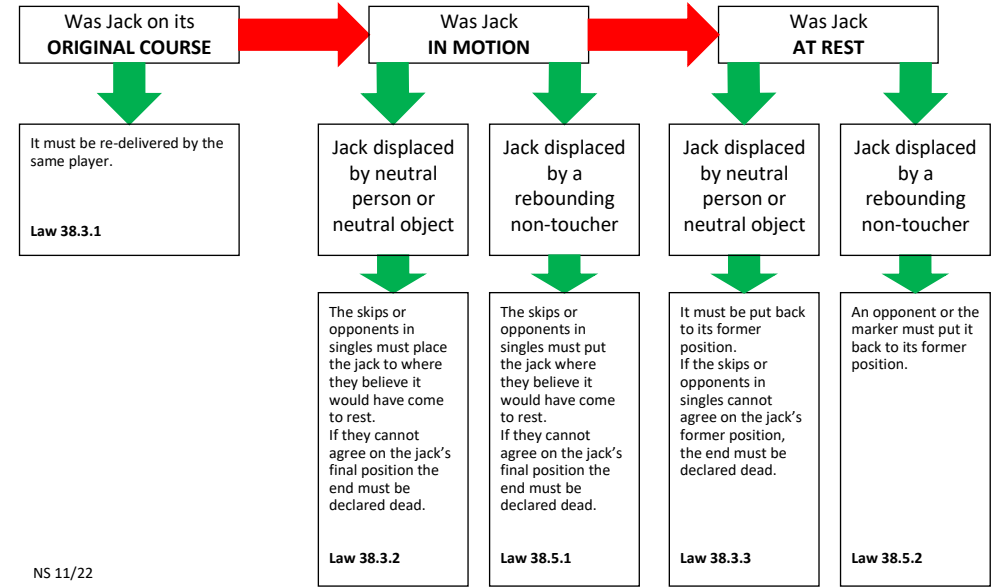 Was Jack on its
ORIGINAL COURSE
Was Jack
IN MOTION
Was Jack
AT REST
It must be re-delivered by the
same player.
Law 38.3.1
Jack displaced
by neutral
person or
neutral object
Jack displaced
by a
rebounding
non-toucher
Jack displaced
by neutral
person or
neutral object
Jack displaced
by a
rebounding
non-toucher
The skips or
opponents in
singles must place
the jack to where
they believe it
would have come
to rest.
If they cannot
agree on the jack’s
final position the
end must be
declared dead.
Law 38.3.2
The skips or
opponents in
singles must put
the jack where
they believe it
would have come
to rest.
If they cannot
agree on the jack’s
final position the
end must be
declared dead.
Law 38.5.1
It must be put back
to its former
position.
If the skips or
opponents in
singles cannot
agree on the jack’s
former position,
the end must be
declared dead.
Law 38.3.3
An opponent or the
marker must put it
back to its former
position.
Law 38.5.2
NS 11/22